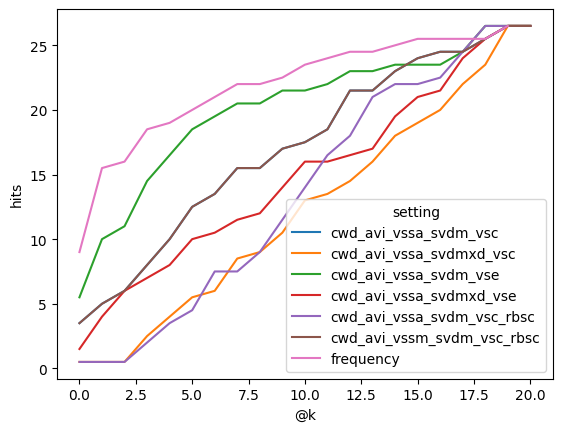 25
20
15
10
5
0
hits
0.0 2.5 5.0 7.5 10.0 12.5 15.0 17.5 20.0
@k
setting
cwd_avi_vssa_svdm_vsc
cwd_avi_vssa_svdmxd_vsc
cwd_avi_vssa_svdm_vse
cwd_avi_vssa_svdmxd_vse
cwd_avi_vssa_svdm_vsc_rbsc
cwd_avi_vssm_svdm_vsc_rbsc
frequency